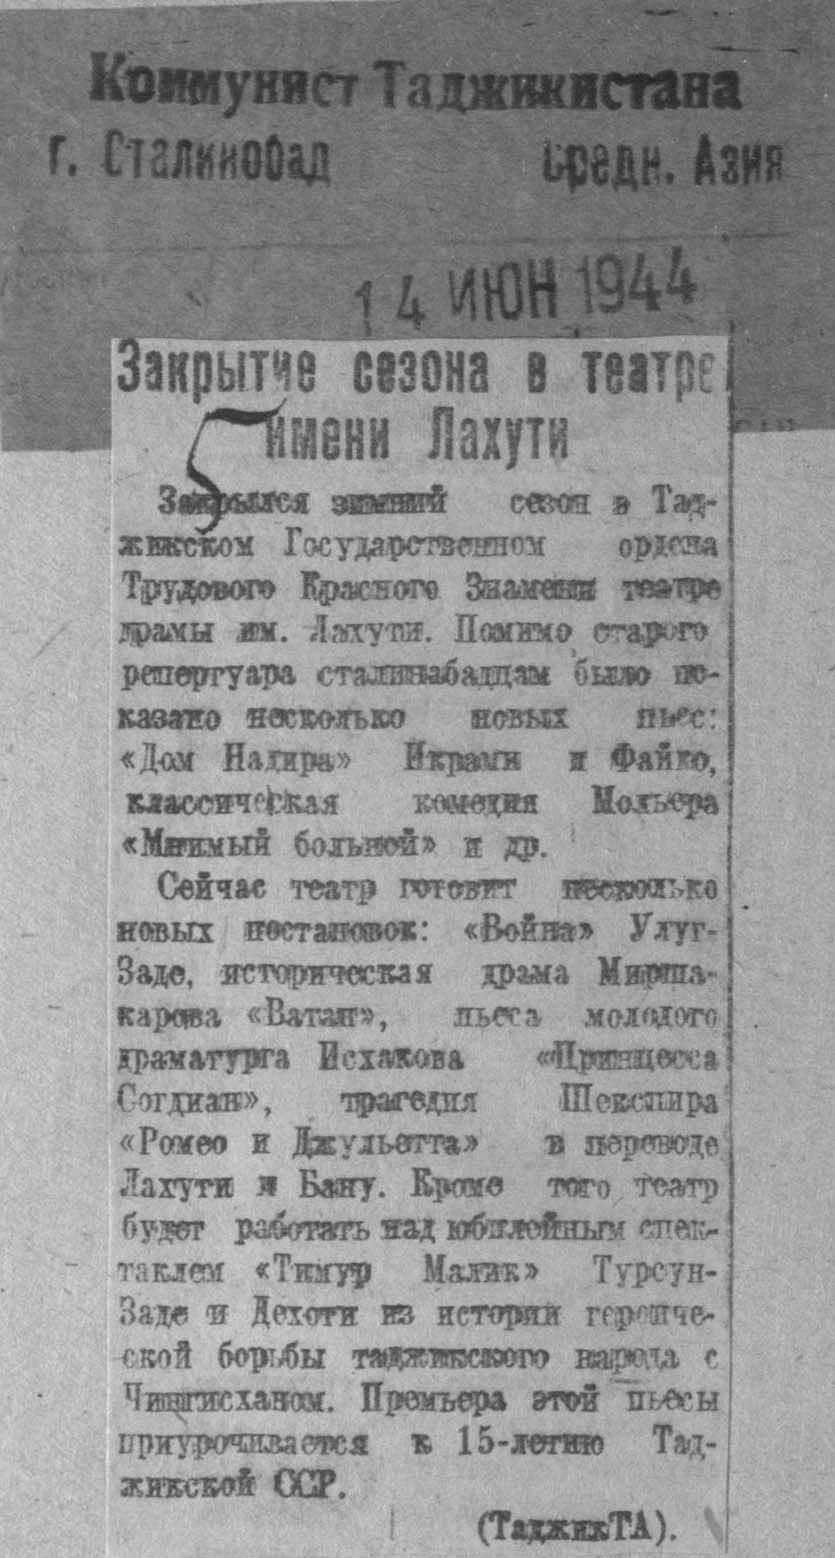 Коммунист Таджикистана
г. Сталинобад Средн. Азия
14 ИЮН 1944
Закрытие сезона в театре
имени Лахути
5
Закрылся зимний сезон в Тад-
жикском Государственном ордена
Трудового Красного Знамени театре
драмы им. Лахути. Помимо старого
репертуара сталинабадцам было по-
казано несколько новых пьес:
«Дом Надира» Икрами и Файко,
классическая комедия Мольера
«Мнимый больной» и др.
Сейчас театр готовит несколько
новых постановок: «Война» Улуг-
Заде, историческая драма Мирша-
карова «Ватан», пьеса молодого
драматурга Исхакова «Принцесса
Согдиан», трагедия Шекспира
«Ромео и Джульетта» в переводе
Лахути и Бану. Кроме того театр
будет работать над юбилейным спек-
таклем «Тимур Малик» Турсун-
Заде и Дехоти из истории героиче-
ской борьбы таджикского народа с
Чингисханом. Премьера этой пьесы
приурочивается к 15-летию Тад-
жикской ССР.
(ТаджикТА).